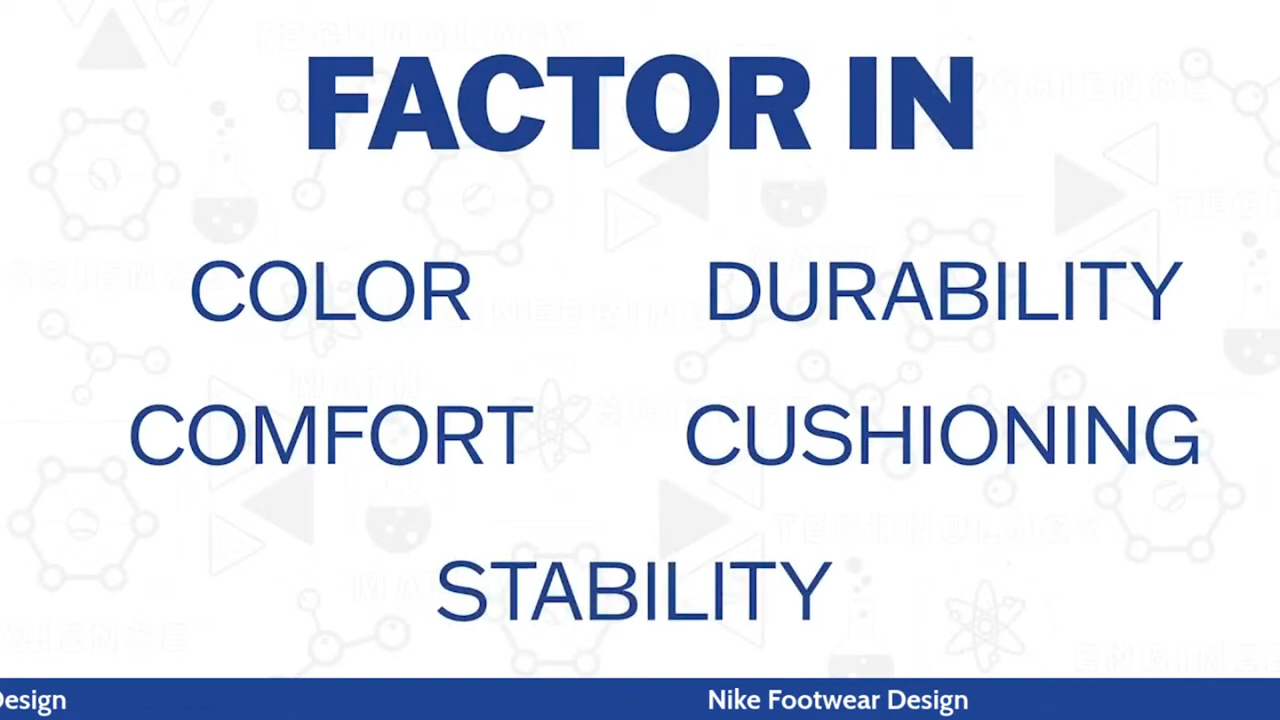 FACTOR IN
COLOR DURABILITY
COMFORT CUSHIONING
STABILITY
Design Nike Footwear Design